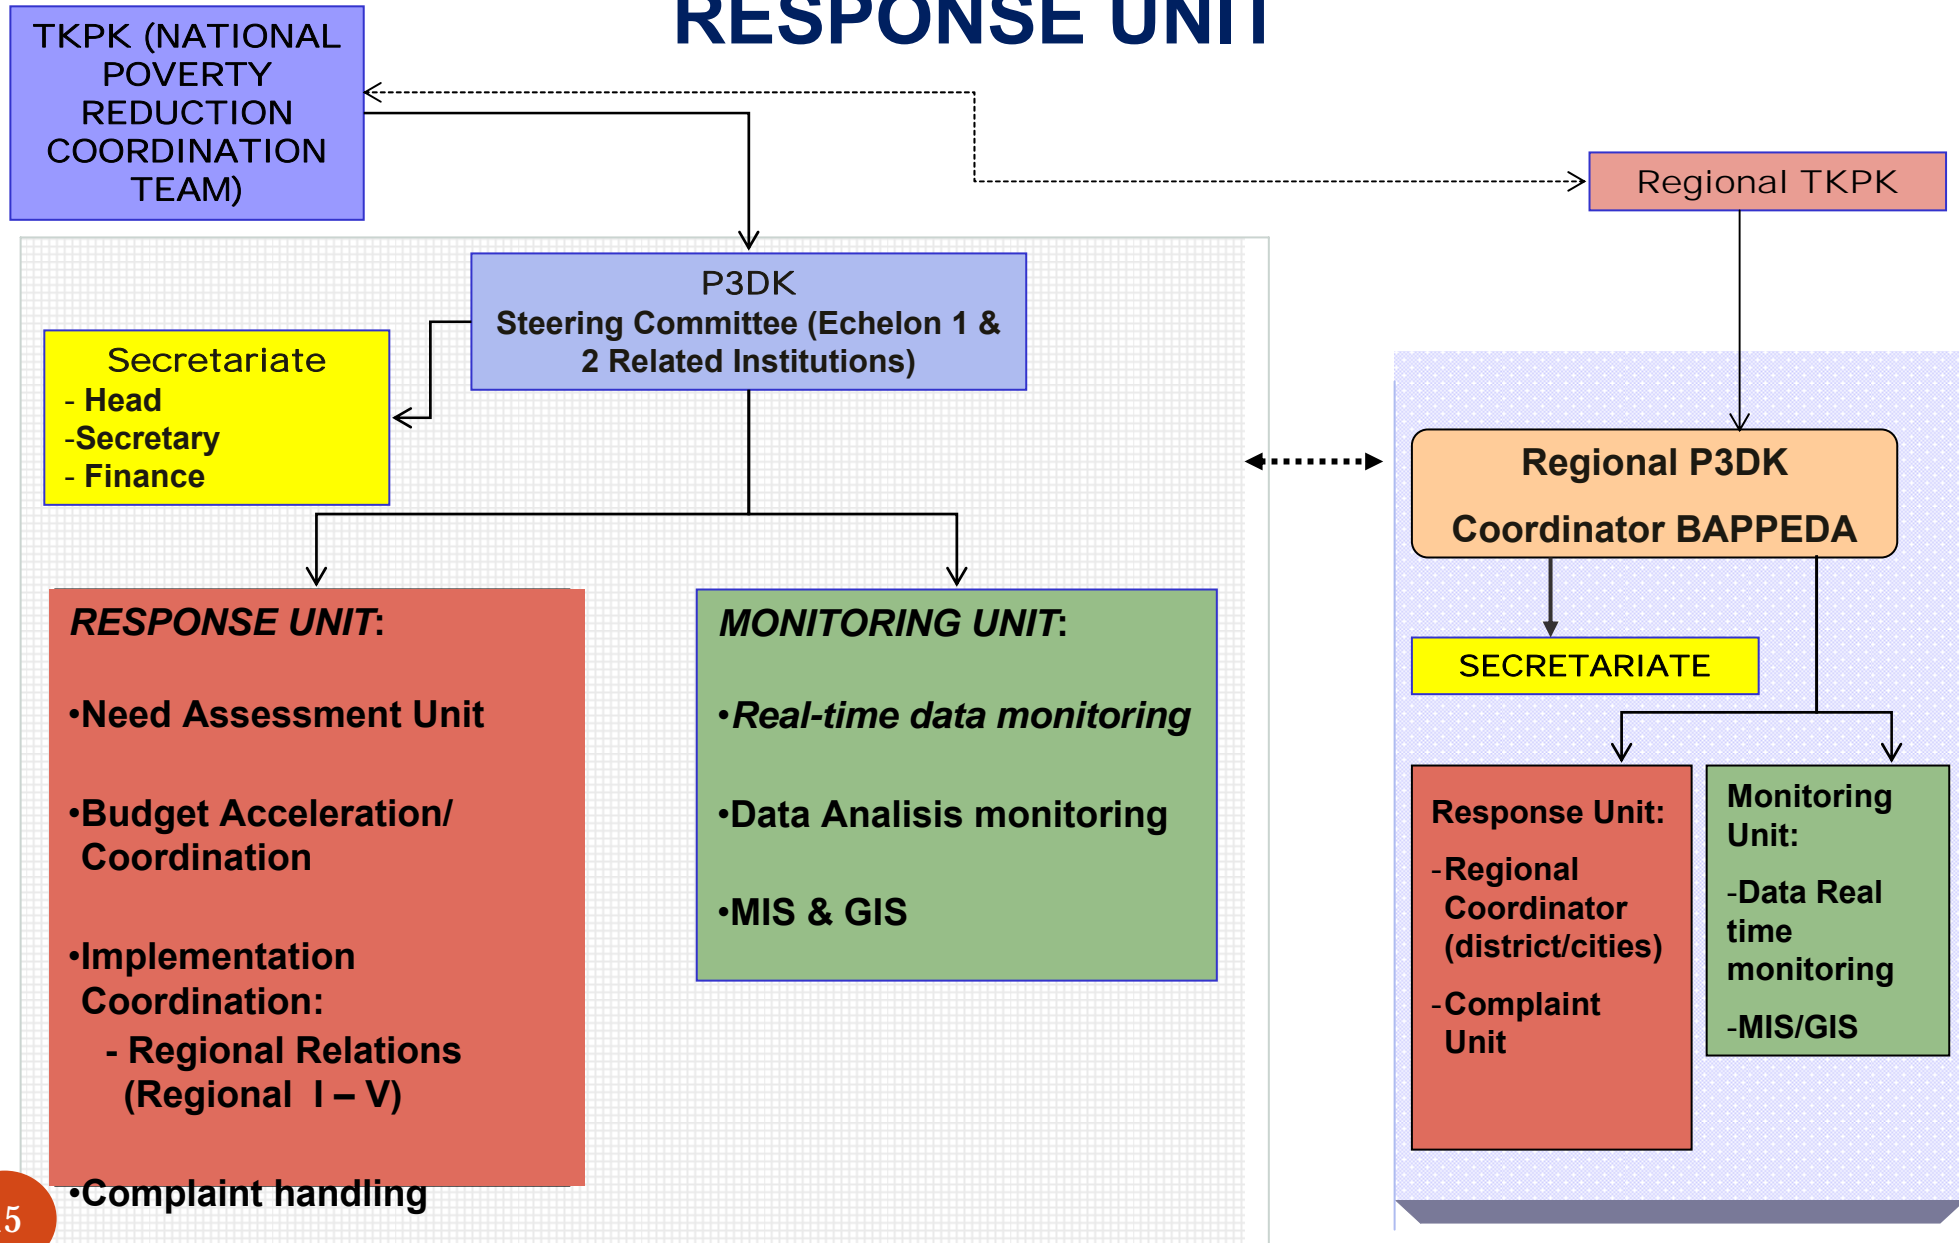 RESPONSE UNIT
TKPK (NATIONAL
POVERTY
REDUCTION
COORDINATION
TEAM)
Regional TKPK
P3DK
Steering Committee (Echelon 1 &
2 Related Institutions)
Secretariate
- Head
-Secretary
- Finance
Regional P3DK
Coordinator BAPPEDA
SECRETARIATE
RESPONSE UNIT:
•Need Assessment Unit
•Budget Acceleration/
Coordination
•Implementation
Coordination:
- Regional Relations
(Regional I – V)
•Complaint handling
MONITORING UNIT:
•Real-time data monitoring
•Data Analisis monitoring
•MIS & GIS
Response Unit:
-Regional
Coordinator
(district/cities)
-Complaint
Unit
Monitoring
Unit:
-Data Real
time
monitoring
-MIS/GIS